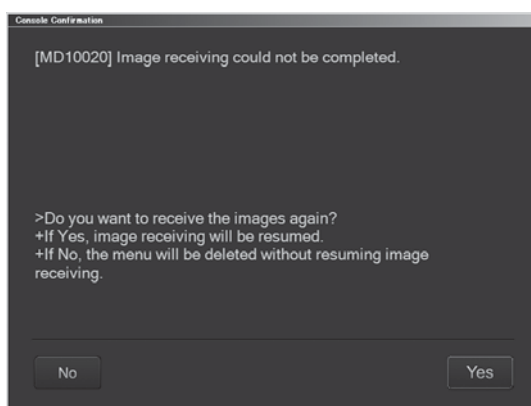 Console Confirmation
[MD10020] Image receiving could not be completed.
>Do you want to receive the images again?
+If Yes, image receiving will be resumed.
+If No, the menu will be deleted without resuming image
receiving.
No
Yes